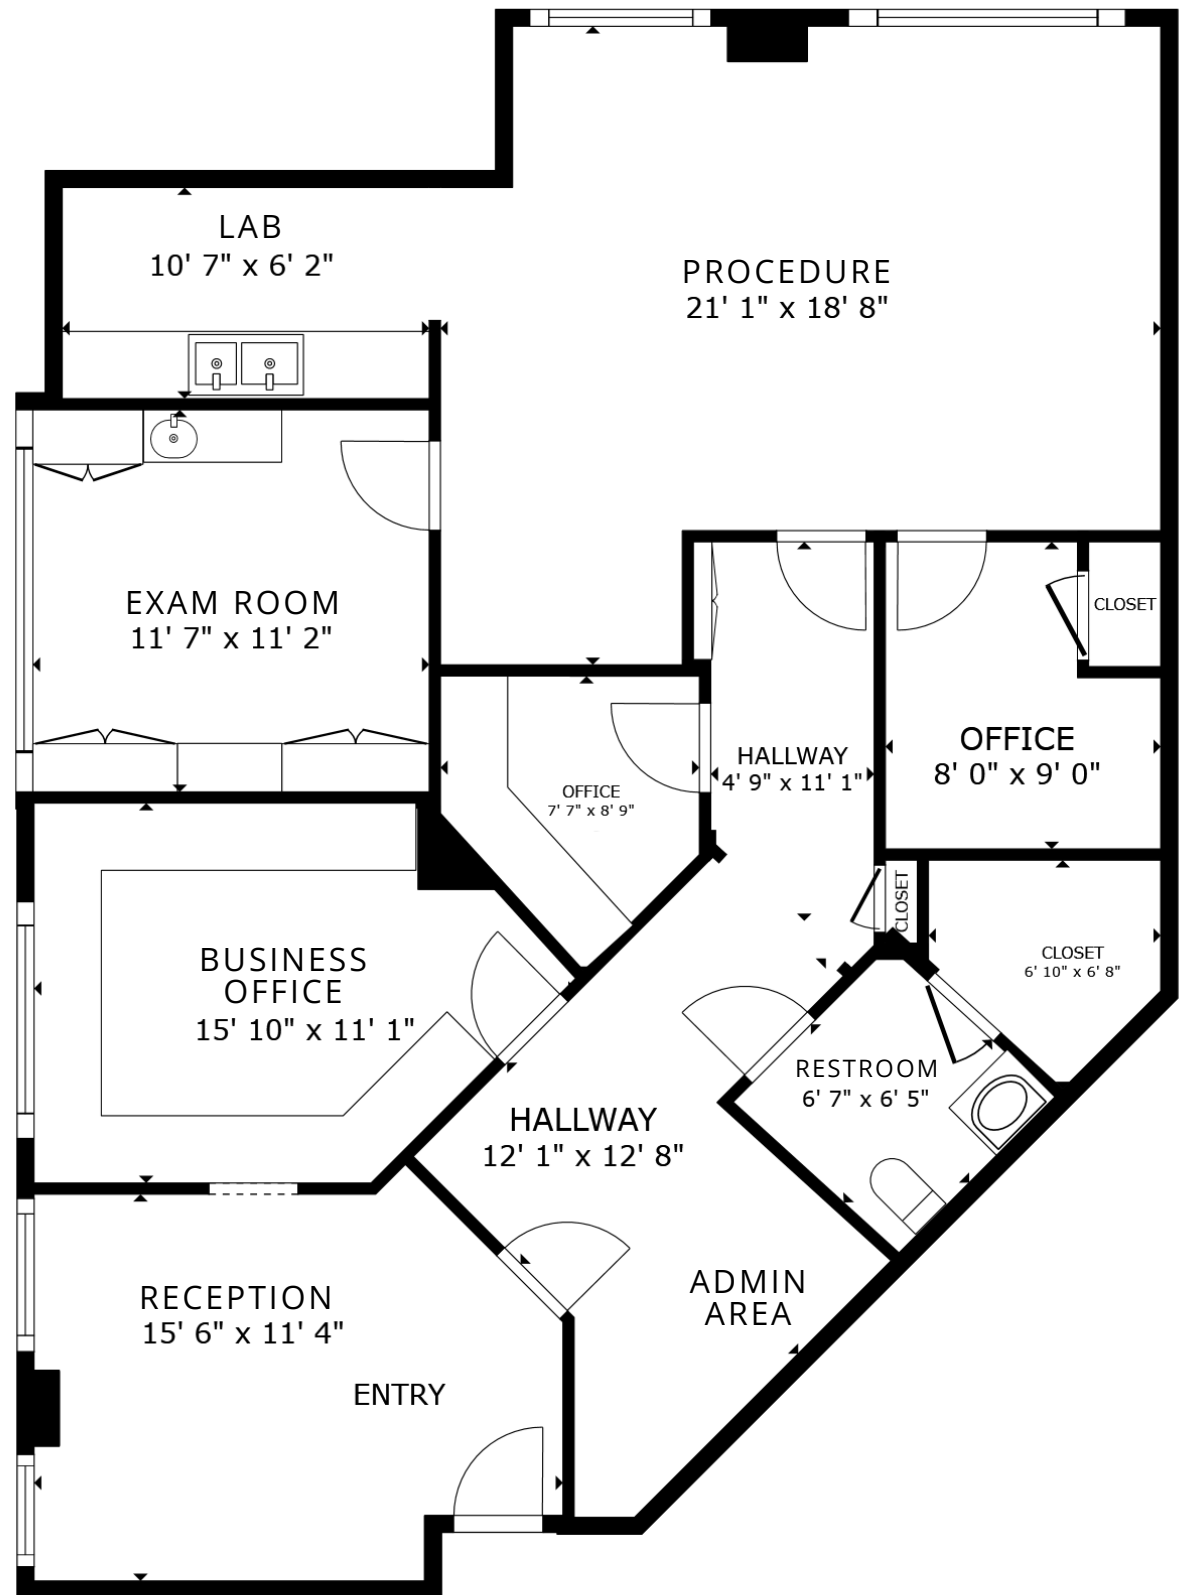 LAB
10' 7" x 6' 2"
PROCEDURE
21' 1" x 18' 8"
EXAM ROOM
11' 7" x 11' 2"
CLOSET
OFFICE
8' 0" x 9' 0"
HALLWAY
4' 9" x 11' 1"
OFFICE
7' 7" x 8' 9"
CLOSET
CLOSET
6' 10" x 6' 8"
BUSINESS
OFFICE
15' 10" x 11' 1"
RESTROOM
6' 7" x 6' 5"
HALLWAY
12' 1" x 12' 8"
ADMIN
AREA
RECEPTION
15' 6" x 11' 4"
ENTRY